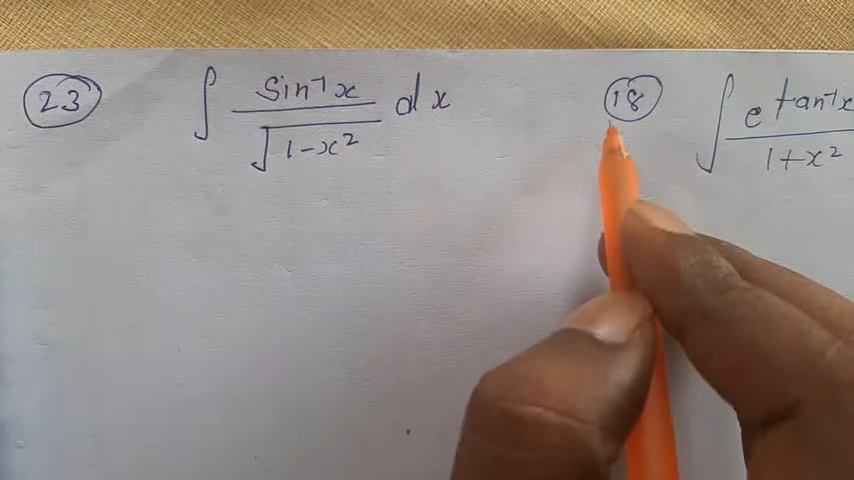 23 ∫ sin⁻¹x / √(1-x²) dx
18 ∫ e tan⁻¹x / 1+x²